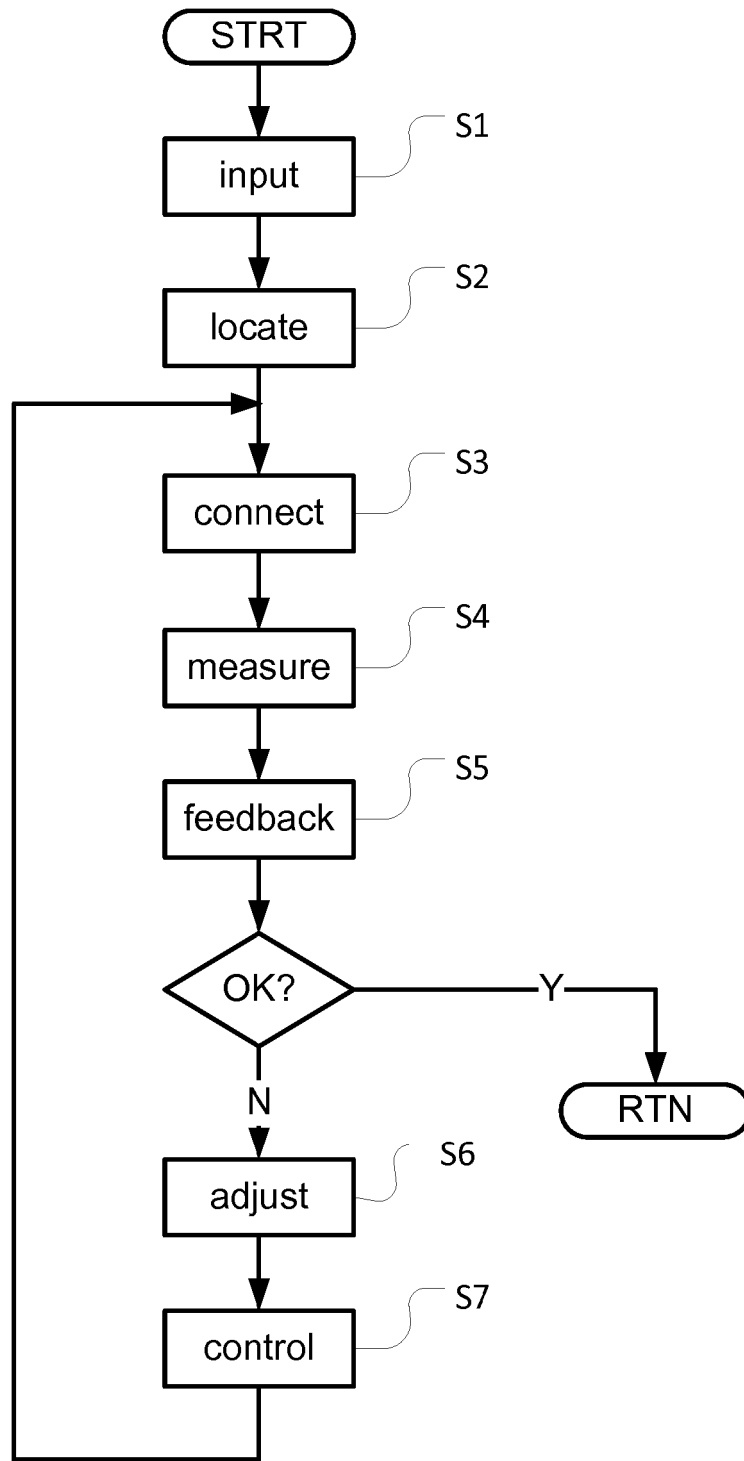 STRT
S1
input
S2
locate
S3
connect
S4
measure
S5
feedback
OK?
Y
N
RTN
S6
adjust
S7
control